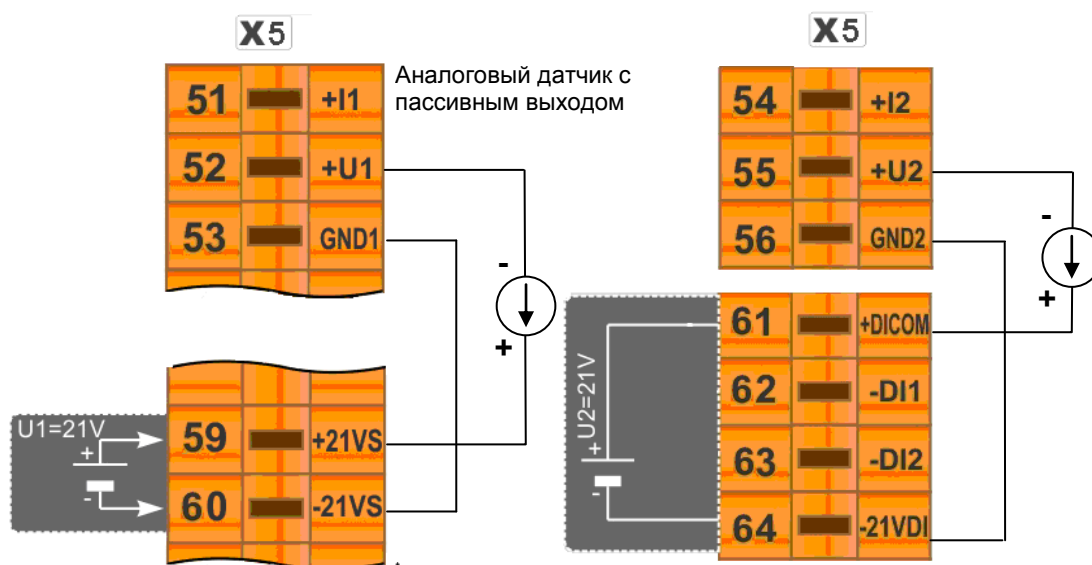 X5
51 +I1
52 +U1
53 GND1
Аналоговый датчик с
пассивным выходом
-
+
U1=21V
+
-
59 +21VS
60 -21VS
X5
54 +I2
55 +U2
56 GND2
-
+
U2=21V
+
-
61 +DICOM
62 -DI1
63 -DI2
64 -21VDI